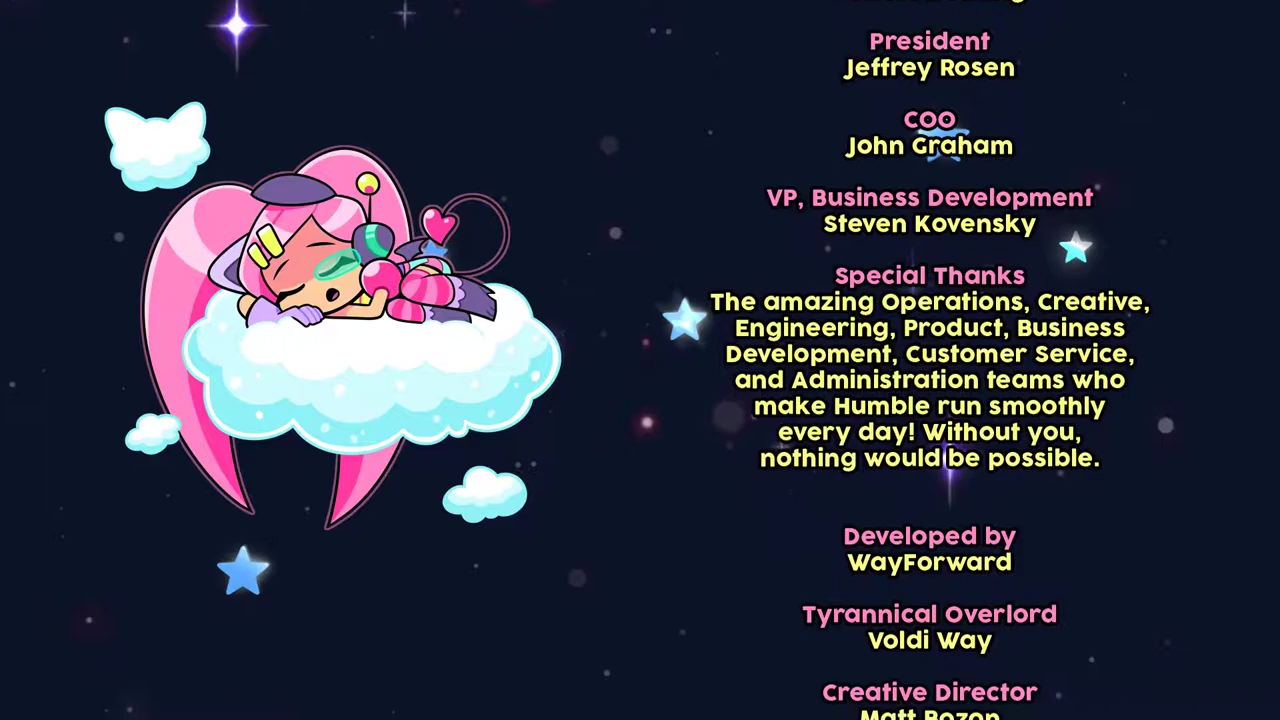 President
Jeffrey Rosen
COO
John Graham
VP, Business Development
Steven Kovensky
Special Thanks
The amazing Operations, Creative,
Engineering, Product, Business
Development, Customer Service,
and Administration teams who
make Humble run smoothly
every day! Without you,
nothing would be possible.
Developed by
WayForward
Tyrannical Overlord
Voldi Way
Creative Director
Matt Bozon